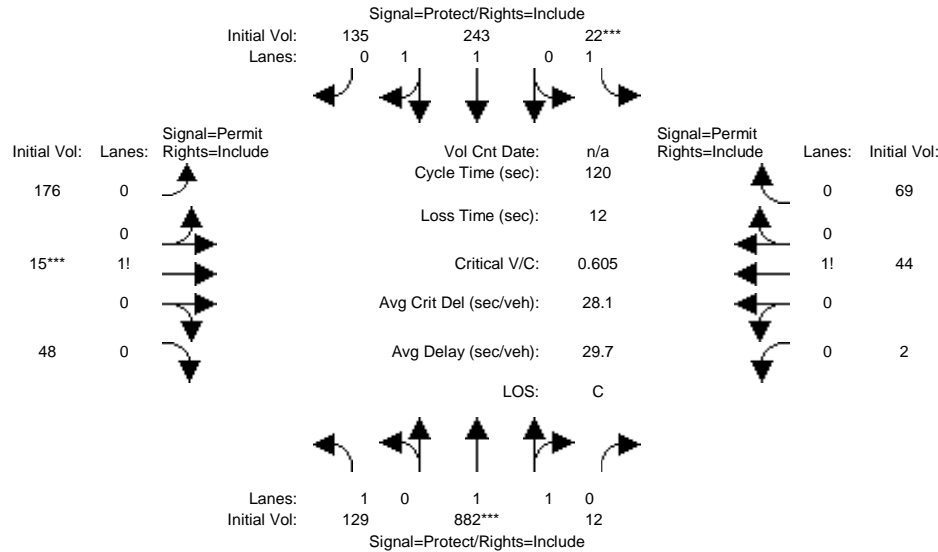 Signal=Protect/Rights=Include
Initial Vol: 135 243 22***
Lanes: 0 1 1 0 1
Signal=Permit Signal=Permit
Initial Vol: Lanes: Rights=Include Vol Cnt Date: n/a Rights=Include Lanes: Initial Vol:
Cycle Time (sec): 120
176 0 0 69
Loss Time (sec): 12
0 0
15*** 1! Critical V/C: 0.605 1! 44
0 Avg Crit Del (sec/veh): 28.1 0
48 0 Avg Delay (sec/veh): 29.7 0 2
LOS: C
Lanes: 1 0 1 1 0
Initial Vol: 129 882*** 12
Signal=Protect/Rights=Include